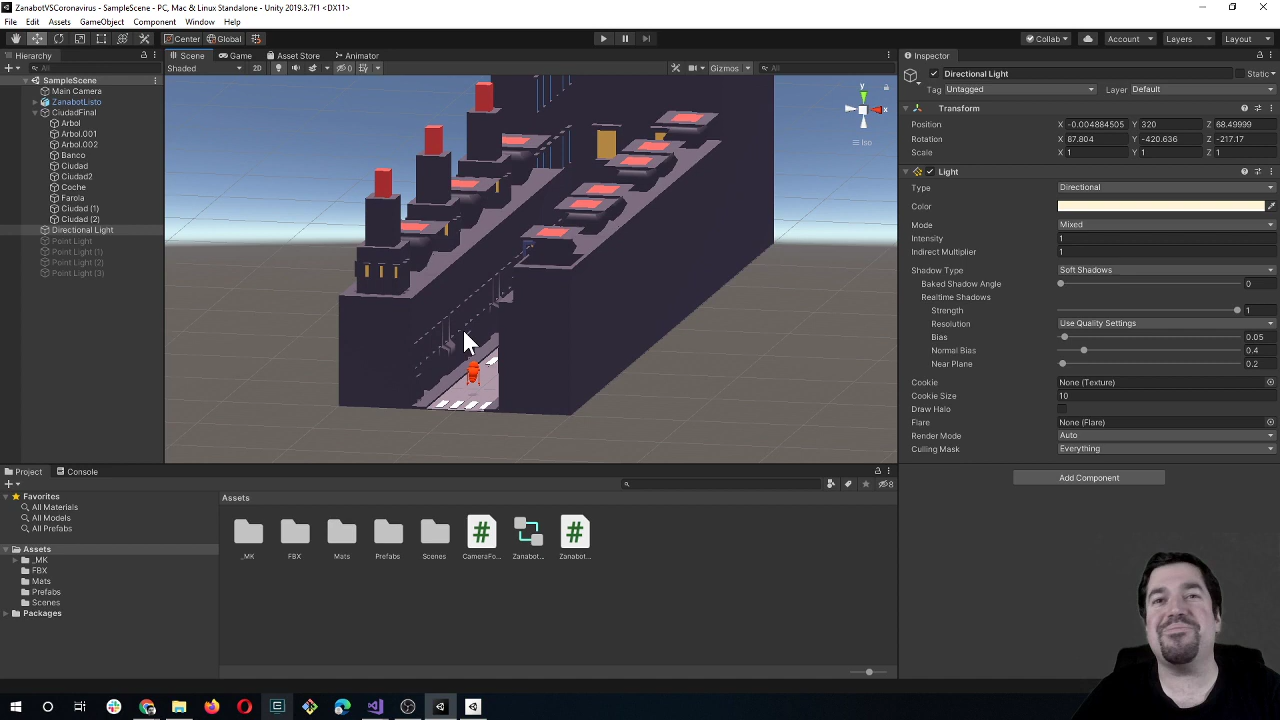 ZanabotVSCoronavirus - SampleScene - PC, Mac & Linux Standalone - Unity 2019.3.7f1 <DX11>
File Edit Assets GameObject Component Window Help
Center Global Collab Account Layers Layout
Hierarchy
All
SampleScene
Main Camera
ZanabotListo
CiudadFinal
Arbol
Arbol.001
Arbol.002
Banco
Ciudad
Ciudad2
Coche
Farola
Ciudad (1)
Ciudad (2)
Directional Light
Point Light
Point Light (1)
Point Light (2)
Point Light (3)
Scene Game Asset Store Animator
Shaded 2D 0 Gizmos All
y
x
Iso
Inspector
Directional Light Static
Tag Untagged Layer Default
Transform
Position X -0.004884505 Y 320 Z 68.49999
Rotation X 87.804 Y -420.636 Z -217.17
Scale X 1 Y 1 Z 1
Light
Type Directional
Color
Mode Mixed
Intensity 1
Indirect Multiplier 1
Shadow Type Soft Shadows
Baked Shadow Angle 0
Realtime Shadows
Strength 1
Resolution Use Quality Settings
Bias 0.05
Normal Bias 0.4
Near Plane 0.2
Cookie None (Texture)
Cookie Size 10
Draw Halo
Flare None (Flare)
Render Mode Auto
Culling Mask Everything
Add Component
Project Console
8
Favorites
All Materials
All Models
All Prefabs
Assets
_MK
FBX
Mats
Prefabs
Scenes
Packages
Assets
_MK FBX Mats Prefabs Scenes CameraFo... Zanabot... Zanabot...